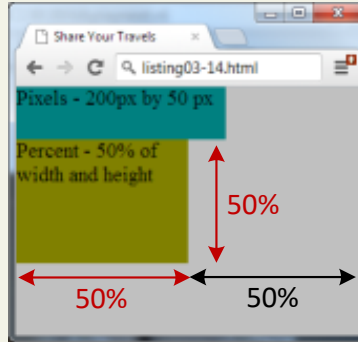 Share Your Travels
listing03-14.html
Pixels - 200px by 50 px
Percent - 50% of
width and height
50%
50%
50%